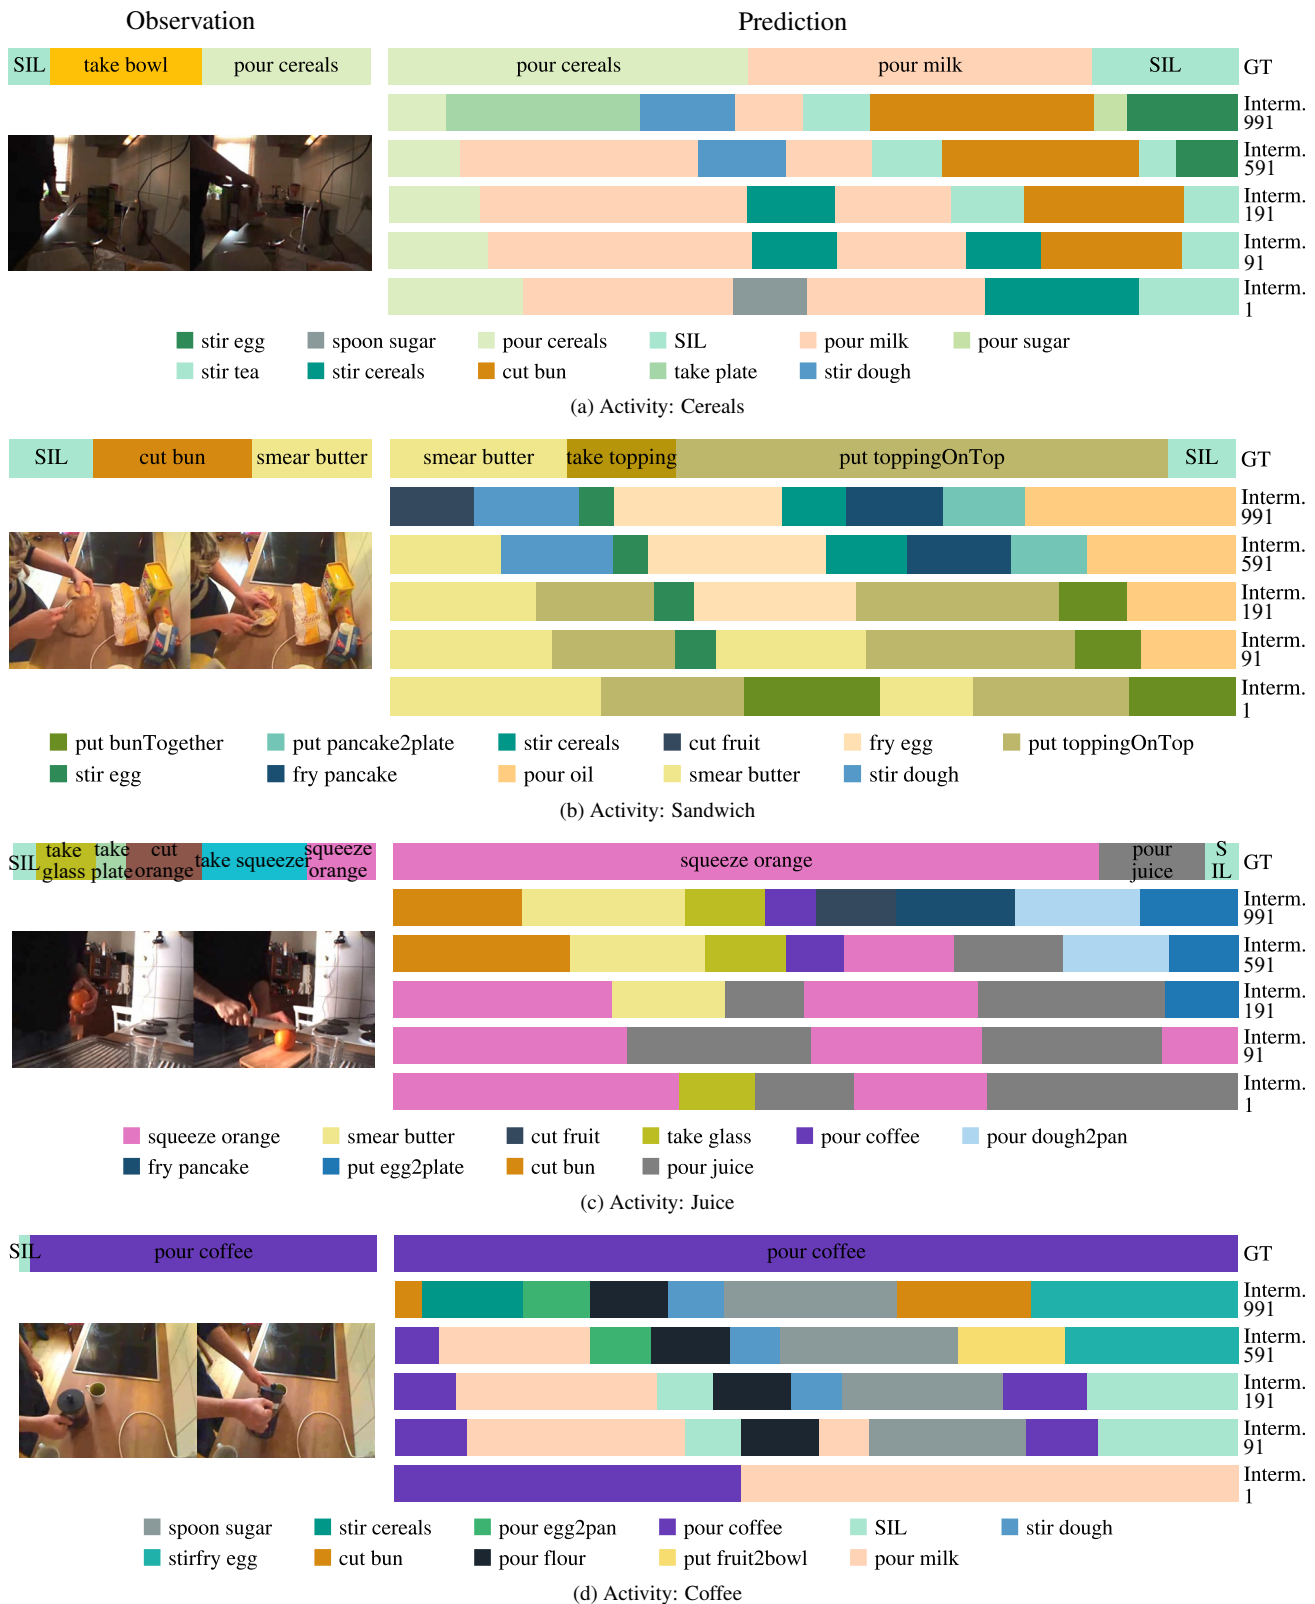 Observation Prediction
SIL take bowl pour cereals pour cereals pour milk SIL GT
Interm.
991
Interm.
591
Interm.
191
Interm.
91
Interm.
1
stir egg spoon sugar pour cereals SIL pour milk pour sugar
stir tea stir cereals cut bun take plate stir dough
(a) Activity: Cereals
SIL cut bun smear butter smear butter take topping put toppingOnTop SIL GT
Interm.
991
Interm.
591
Interm.
191
Interm.
91
Interm.
1
put bunTogether put pancake2plate stir cereals cut fruit fry egg put toppingOnTop
stir egg fry pancake pour oil smear butter stir dough
(b) Activity: Sandwich
SIL take glass take plate cut orange take squeezer squeeze orange squeeze orange pour juice S IL GT
Interm.
991
Interm.
591
Interm.
191
Interm.
91
Interm.
1
squeeze orange smear butter cut fruit take glass pour coffee pour dough2pan
fry pancake put egg2plate cut bun pour juice
(c) Activity: Juice
SIL pour coffee pour coffee GT
Interm.
991
Interm.
591
Interm.
191
Interm.
91
Interm.
1
spoon sugar stir cereals pour egg2pan pour coffee SIL stir dough
stirfry egg cut bun pour flour put fruit2bowl pour milk
(d) Activity: Coffee